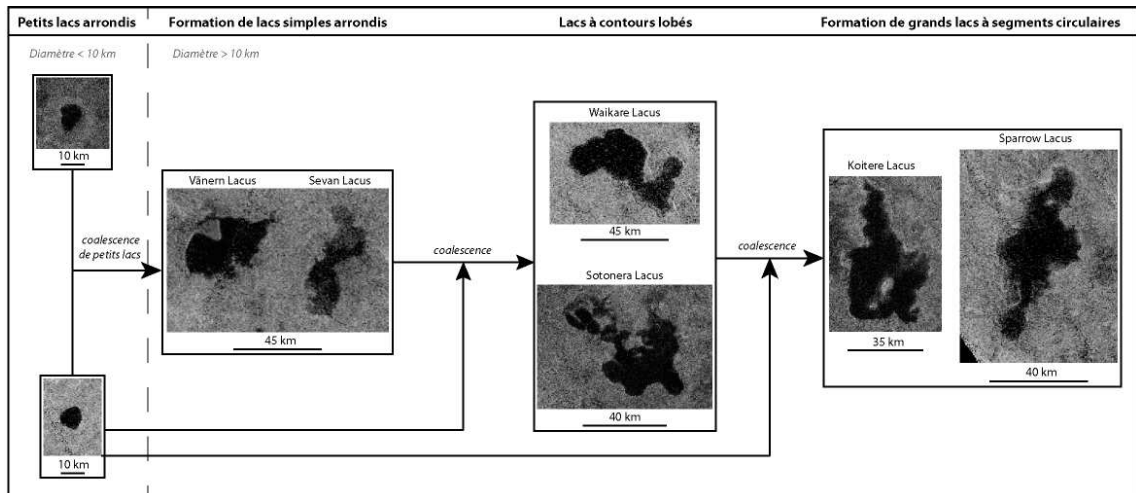 Petits lacs arrondis
Formation de lacs simples arrondis
Lacs à contours lobés
Formation de grands lacs à segments circulaires
Diamètre < 10 km
Diamètre > 10 km
10 km
coalescence
de petits lacs
10 km
Vänern Lacus
Sevan Lacus
45 km
coalescence
Waikare Lacus
45 km
Sotonera Lacus
40 km
coalescence
Koitere Lacus
35 km
Sparrow Lacus
40 km